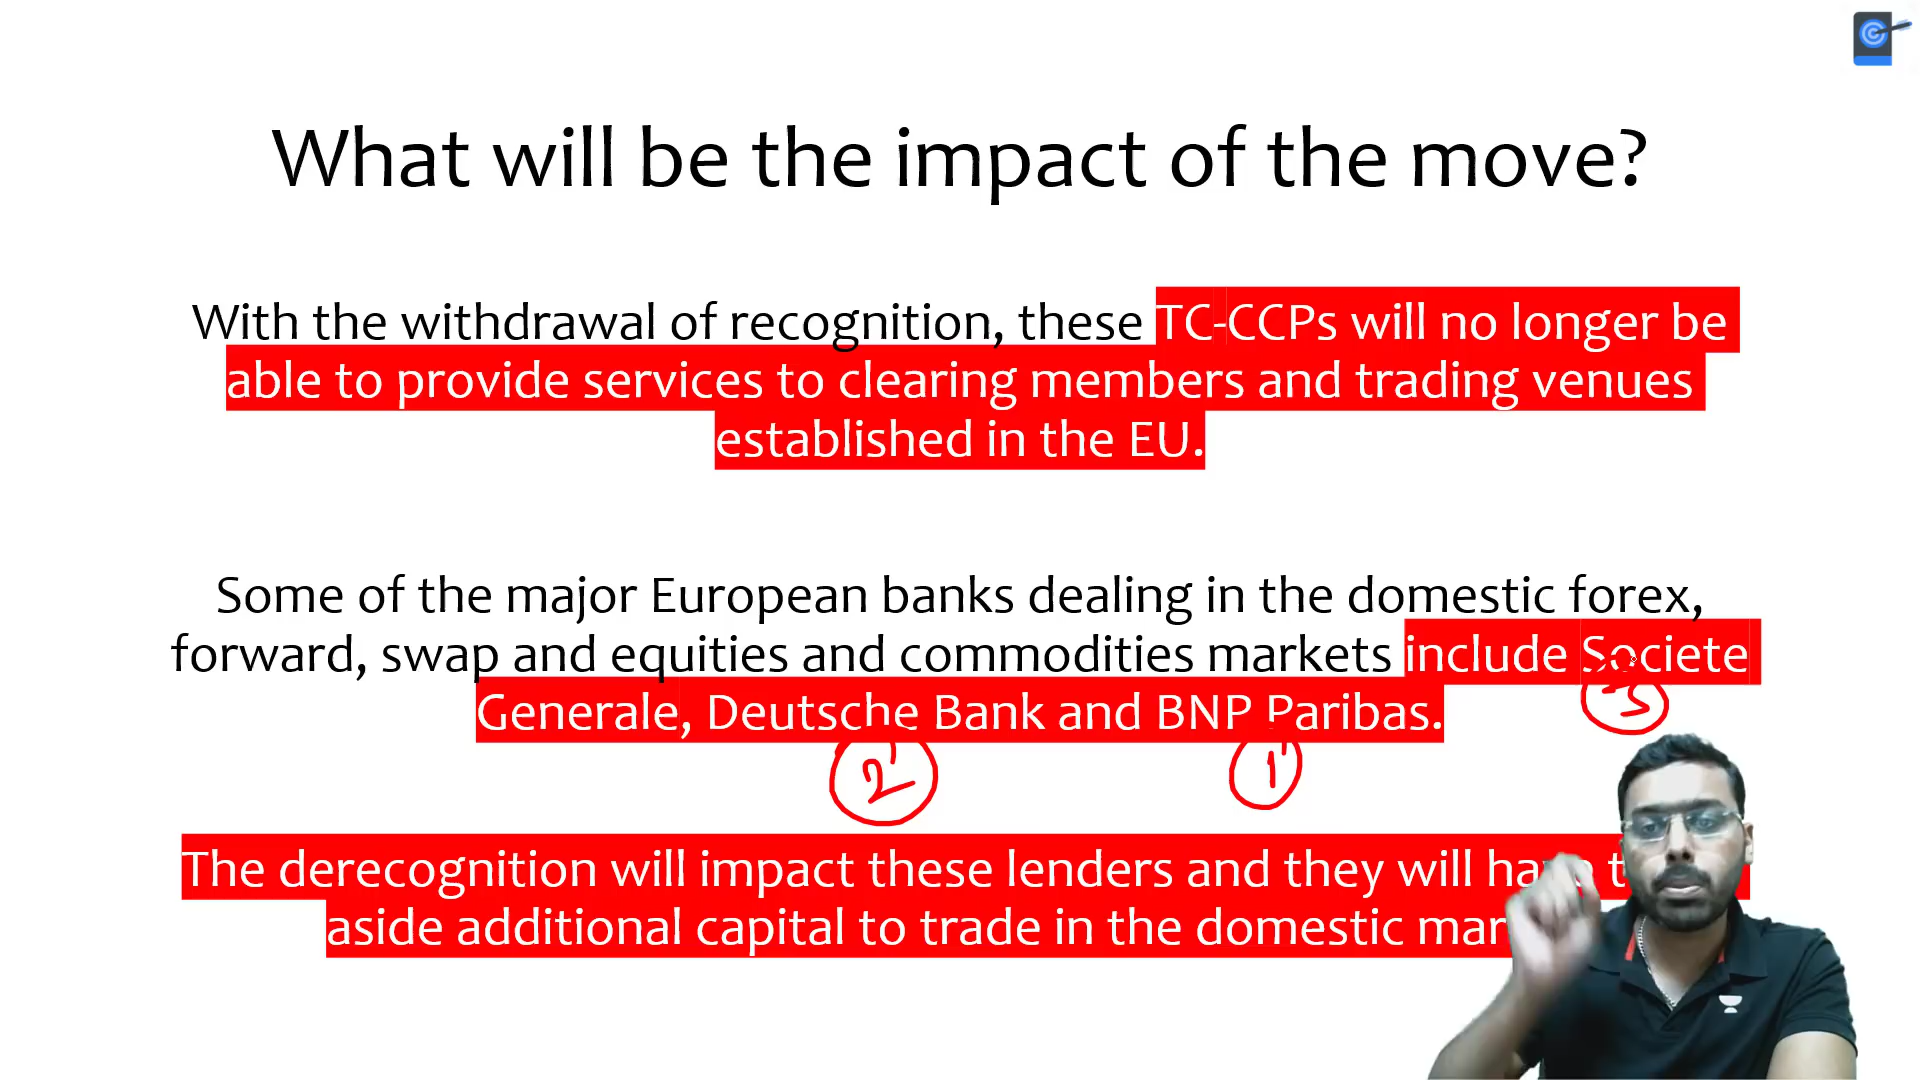 What will be the impact of the move?
With the withdrawal of recognition, these TC-CCPs will no longer be
able to provide services to clearing members and trading venues
established in the EU.
Some of the major European banks dealing in the domestic forex,
forward, swap and equities and commodities markets include Societe
Generale, Deutsche Bank and BNP Paribas.
3
2
1
The derecognition will impact these lenders and they will have
aside additional capital to trade in the domestic